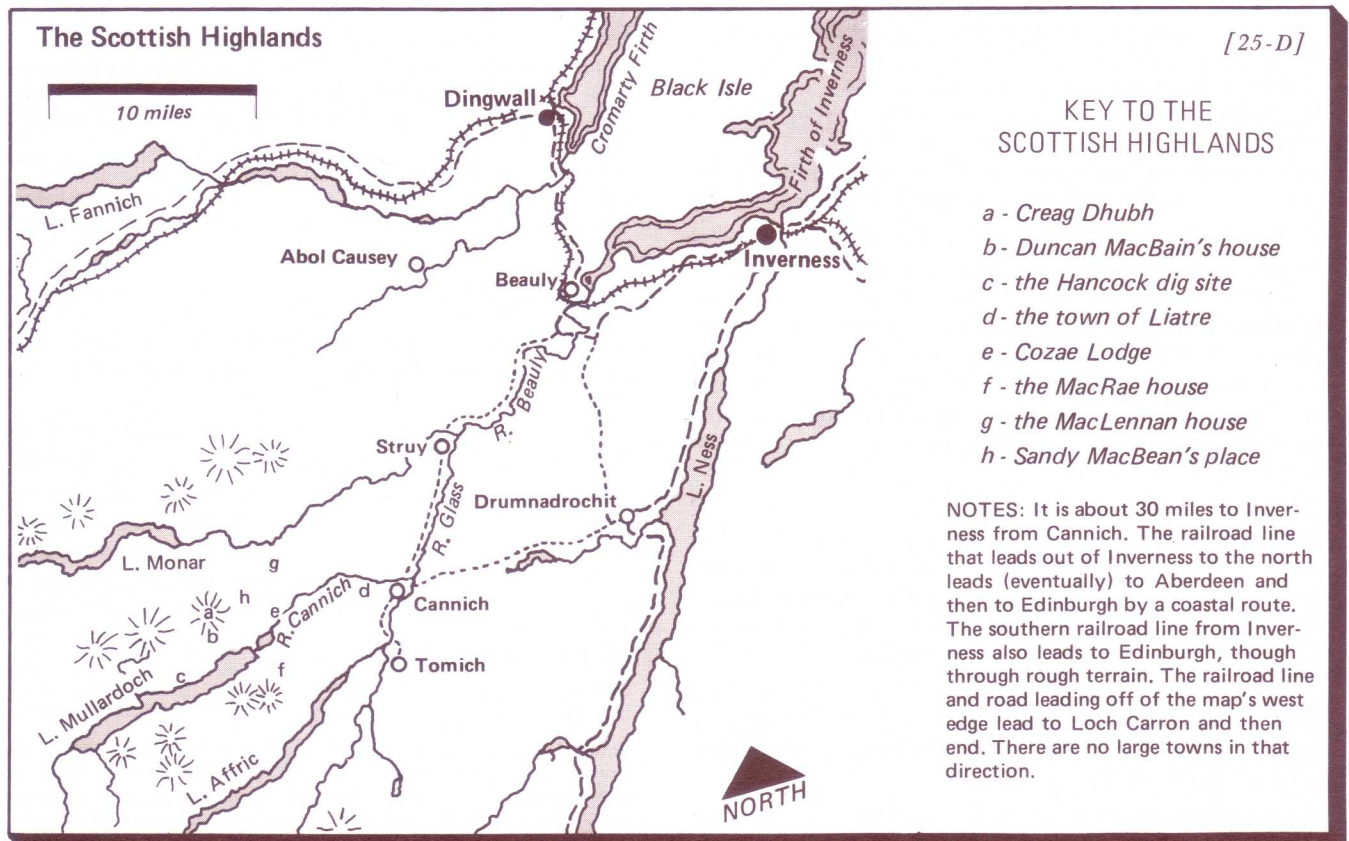 The Scottish Highlands
10 miles
Dingwall
Cromarty Firth
Black Isle
Firth of Inverness
L. Fannich
Abol Causey
Beauly
Inverness
R. Beauly
Struy
L. Ness
Drumnadrochit
R. Glass
L. Monar
g
h
a
e
R. Cannich
d
Cannich
b
f
Tomich
c
L. Mullardoch
L. Affric
NORTH
[25-D]
KEY TO THE
SCOTTISH HIGHLANDS
a - Creag Dhubh
b - Duncan MacBain's house
c - the Hancock dig site
d - the town of Liatre
e - Cozae Lodge
f - the MacRae house
g - the MacLennan house
h - Sandy MacBean's place
NOTES: It is about 30 miles to Inver-
ness from Cannich. The railroad line
that leads out of Inverness to the north
leads (eventually) to Aberdeen and
then to Edinburgh by a coastal route.
The southern railroad line from Inver-
ness also leads to Edinburgh, though
through rough terrain. The railroad line
and road leading off of the map's west
edge lead to Loch Carron and then
end. There are no large towns in that
direction.